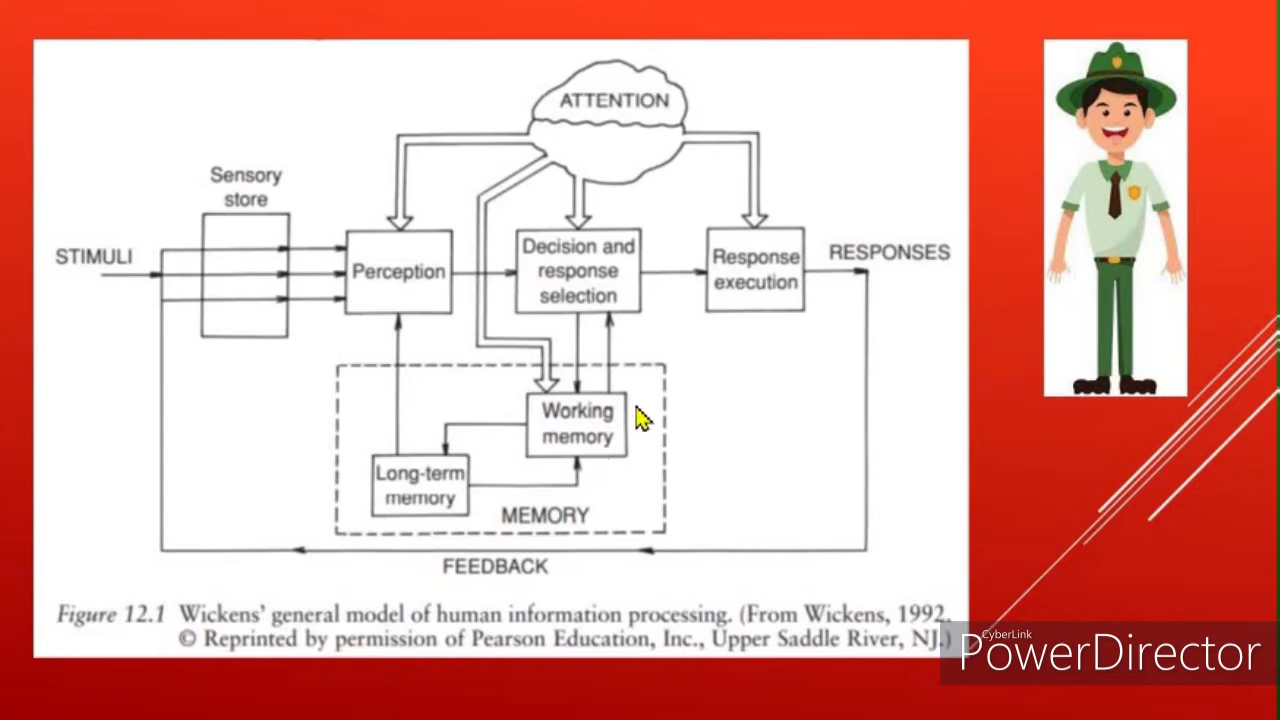 ATTENTION
Sensory
store
STIMULI
Perception
Decision and
response
selection
Response
execution
RESPONSES
Working
memory
Long-term
memory
MEMORY
FEEDBACK
Figure 12.1 Wickens' general model of human information processing. (From Wickens, 1992.
© Reprinted by permission of Pearson Education, Inc., Upper Saddle River, NJ.)
CyberLink
PowerDirector